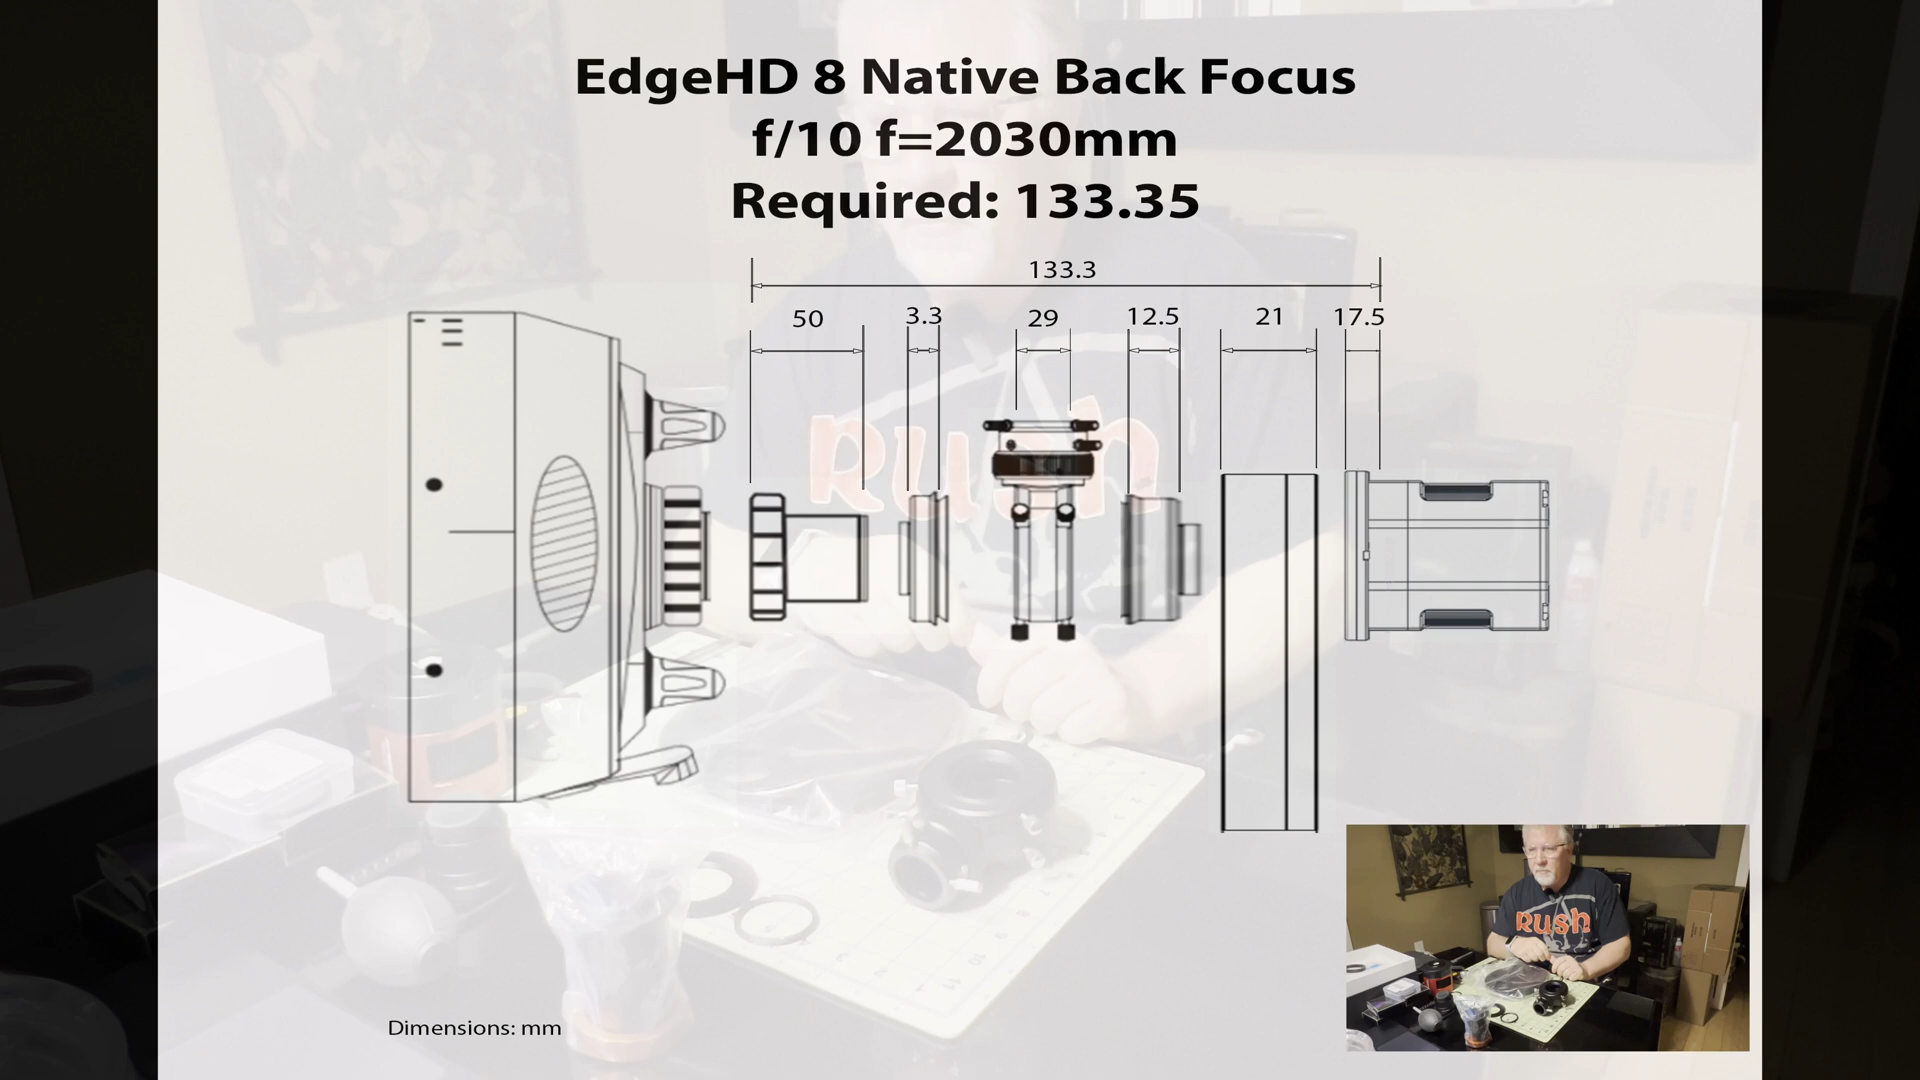 EdgeHD 8 Native Back Focus
f/10 f=2030mm
Required: 133.35
133.3
50 3.3 29 12.5 21 17.5
Rush
Dimensions: mm
Rush